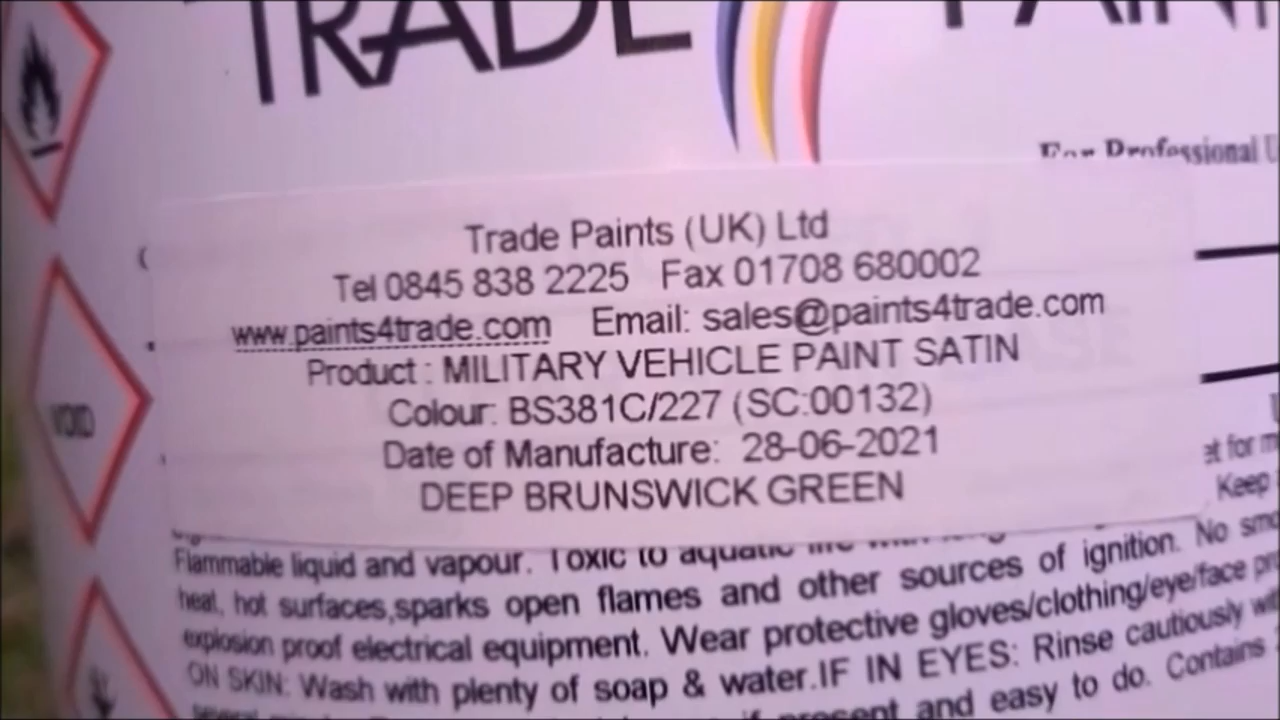 TRADE PAINT
For Professional U
Trade Paints (UK) Ltd
Tel 0845 838 2225 Fax 01708 680002
www.paints4trade.com Email: sales@paints4trade.com
Product : MILITARY VEHICLE PAINT SATIN
Colour: BS381C/227 (SC:00132)
VOID
Date of Manufacture: 28-06-2021
DEEP BRUNSWICK GREEN
for
Keep
Flammable liquid and vapour. Toxic to aquatic life with No
heat, hot surfaces,sparks open flames and other sources of ignition.
explosion proof electrical equipment. Wear protective gloves/clothing/eye/face
ON SKIN: Wash with plenty of soap & water.IF IN EYES: Rinse cautiously
if present and easy to do. Contains